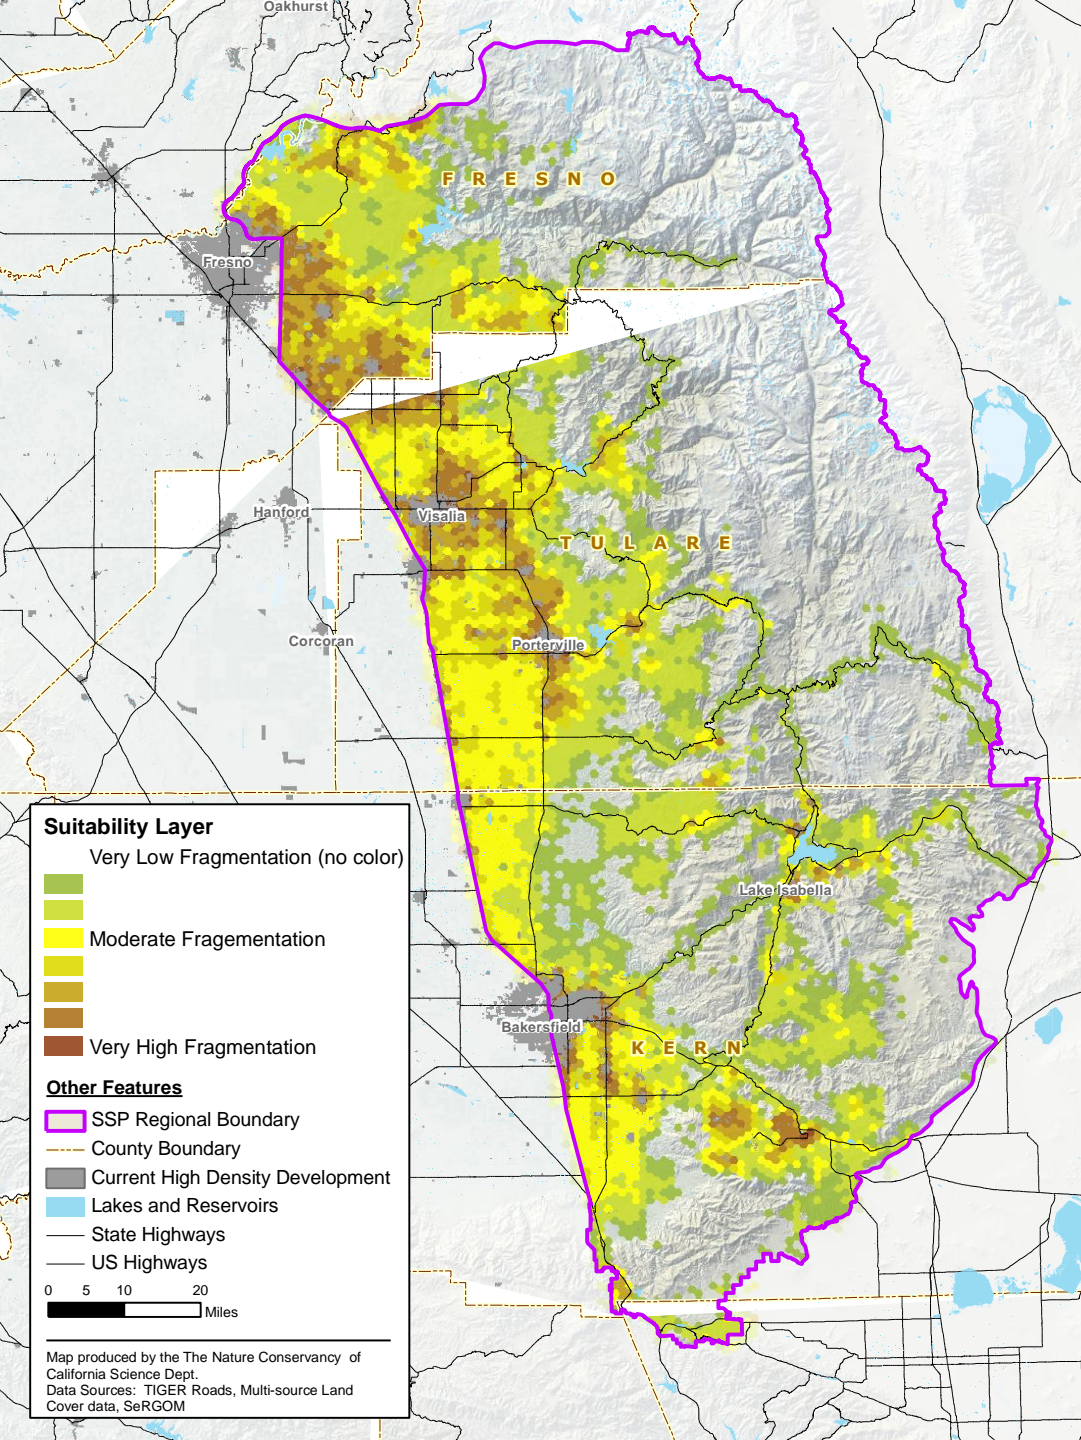 Oakhurst
F R E S N O
Fresno
Hanford
Visalia
T U L A R E
Corcoran
Porterville
Lake Isabella
Bakersfield
K E R N
Suitability Layer
Very Low Fragmentation (no color)
Moderate Fragementation
Very High Fragmentation
Other Features
SSP Regional Boundary
County Boundary
Current High Density Development
Lakes and Reservoirs
State Highways
US Highways
0 5 10 20
Miles
Map produced by the The Nature Conservancy of
California Science Dept.
Data Sources: TIGER Roads, Multi-source Land
Cover data, SeRGOM